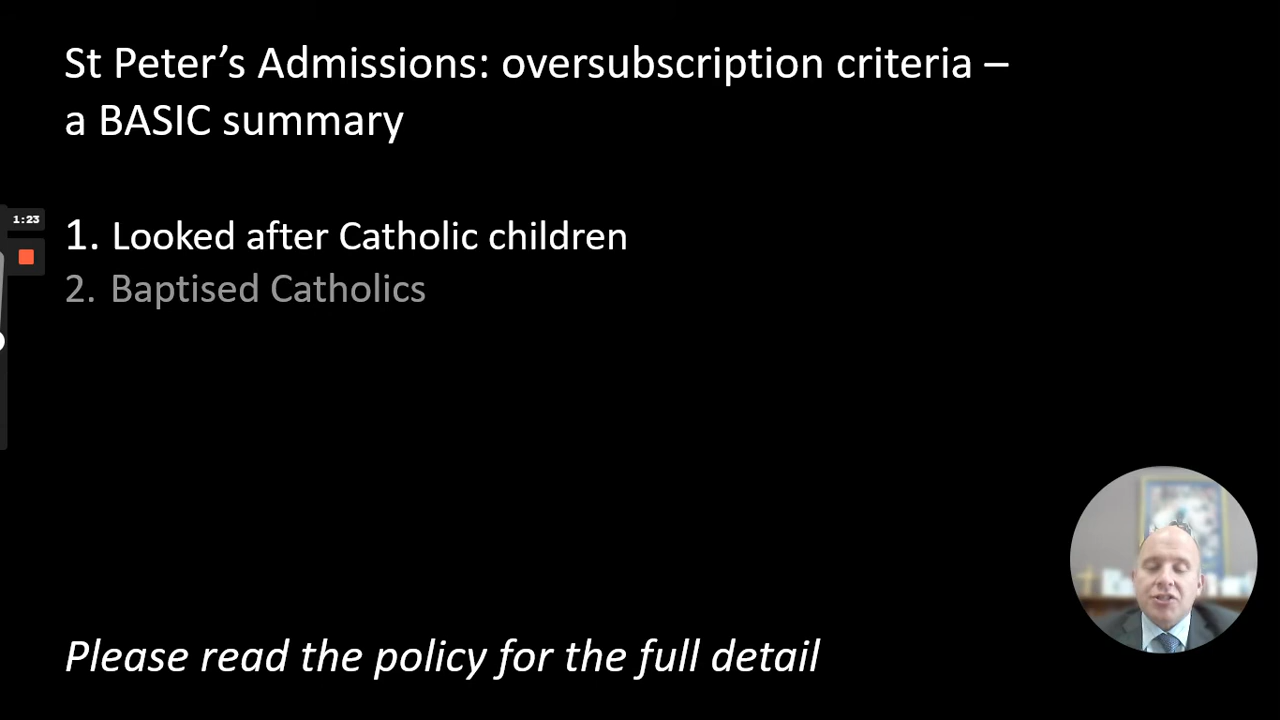 St Peter’s Admissions: oversubscription criteria –
a BASIC summary
1:23
1. Looked after Catholic children
2. Baptised Catholics
Please read the policy for the full detail